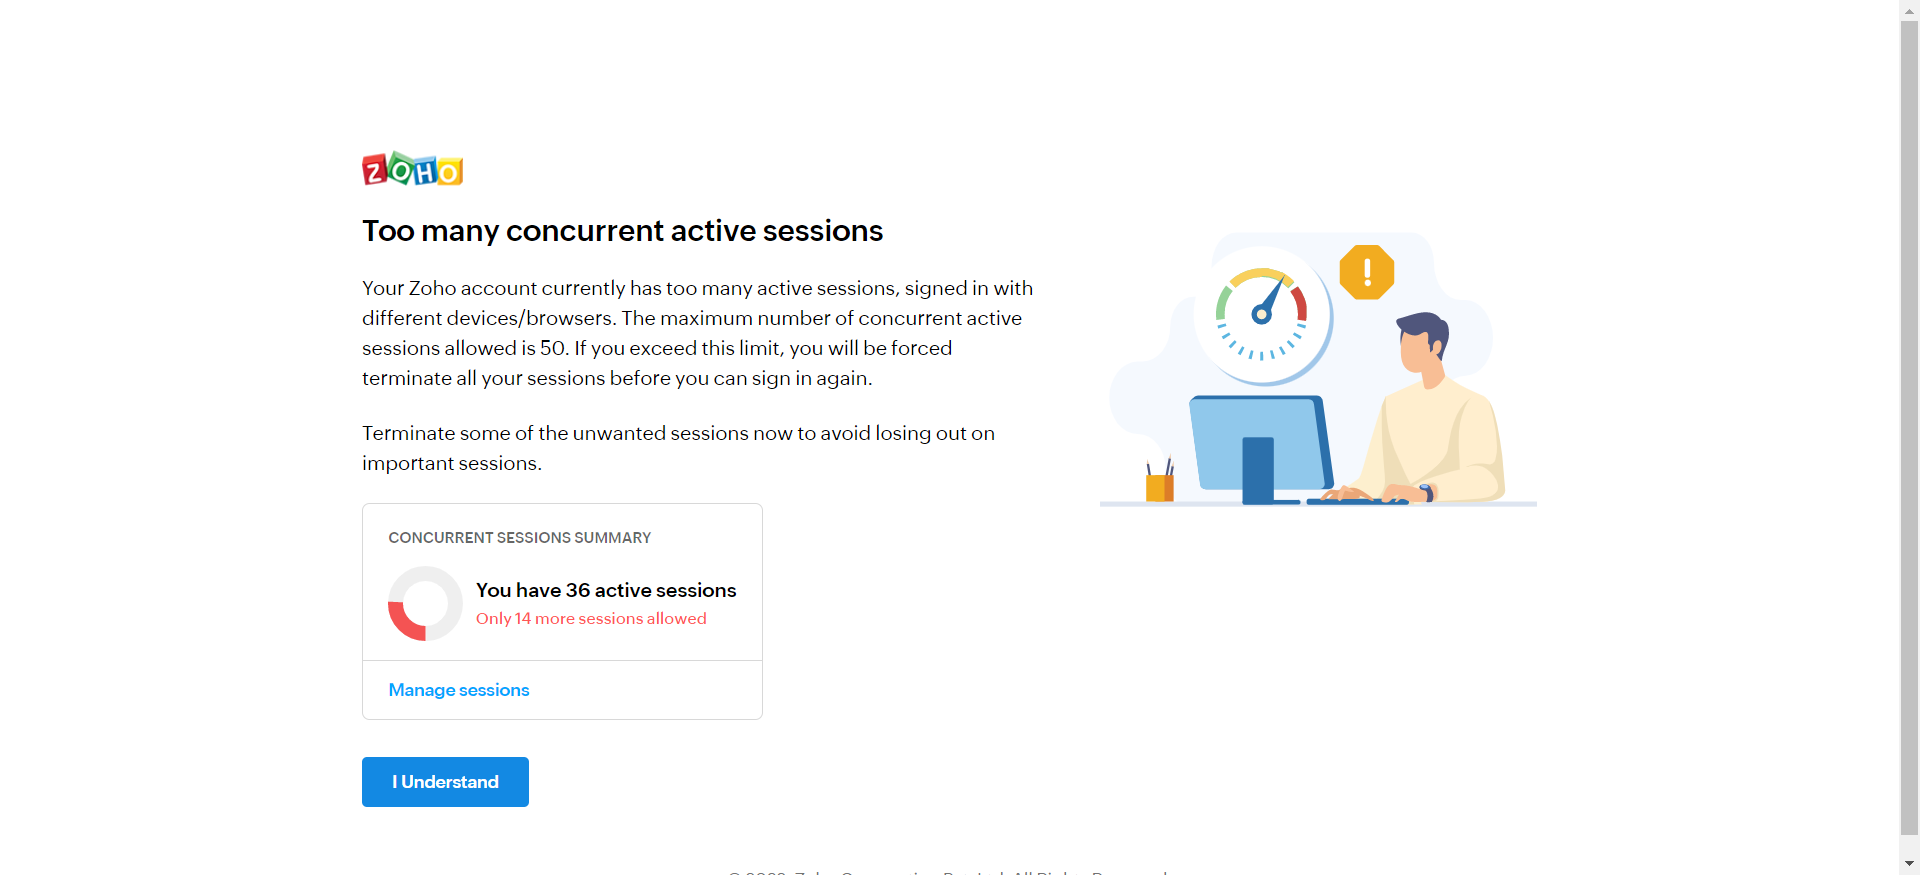 ZOHO
Too many concurrent active sessions
Your Zoho account currently has too many active sessions, signed in with
different devices/browsers. The maximum number of concurrent active
sessions allowed is 50. If you exceed this limit, you will be forced
terminate all your sessions before you can sign in again.
Terminate some of the unwanted sessions now to avoid losing out on
important sessions.
CONCURRENT SESSIONS SUMMARY
You have 36 active sessions
Only 14 more sessions allowed
Manage sessions
I Understand